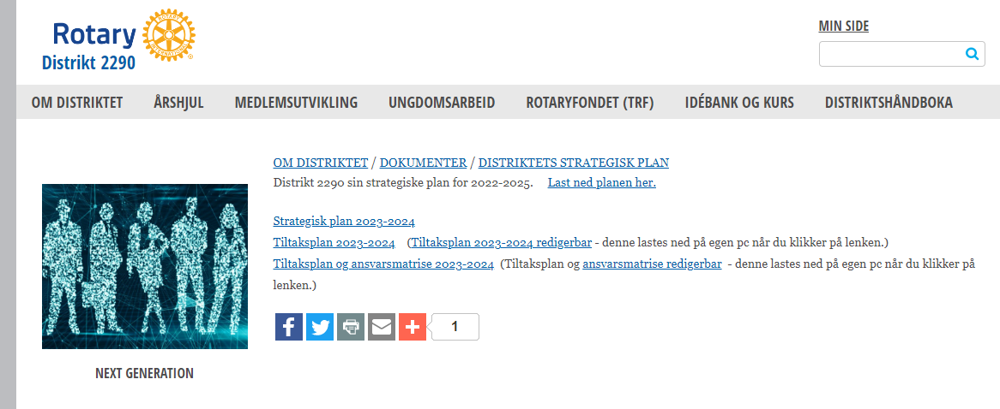 Rotary
Distrikt 2290
MIN SIDE
OM DISTRIKTET ÅRSHJUL MEDLEMSUTVIKLING UNGDOMSARBEID ROTARYFONDET (TRF) IDÉBANK OG KURS DISTRIKTSHÅNDBOKA
OM DISTRIKTET / DOKUMENTER / DISTRIKTETS STRATEGISK PLAN
Distrikt 2290 sin strategiske plan for 2022-2025. Last ned planen her.
Strategisk plan 2023-2024
Tiltaksplan 2023-2024 (Tiltaksplan 2023-2024 redigerbar - denne lastes ned på egen pc når du klikker på lenken.)
Tiltaksplan og ansvarsmatrise 2023-2024 (Tiltaksplan og ansvarsmatrise redigerbar - denne lastes ned på egen pc når du klikker på
lenken.)
1
NEXT GENERATION